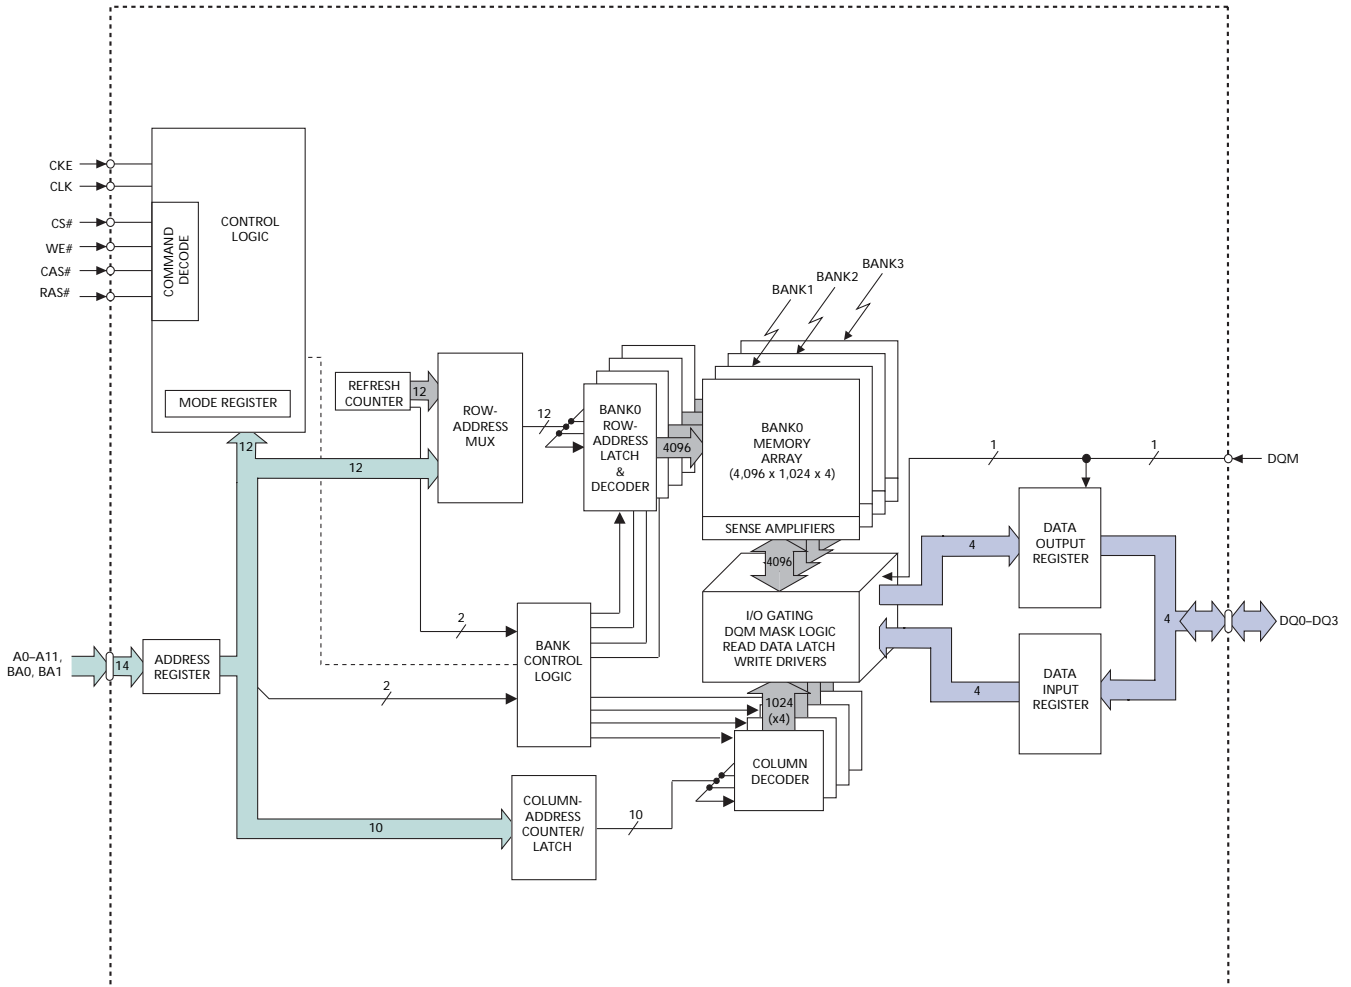 CKE
CLK
CS#
WE#
CAS#
RAS#
COMMAND
DECODE
CONTROL
LOGIC
MODE REGISTER
12
REFRESH
COUNTER
12
12
ROW-
ADDRESS
MUX
12
BANK0
ROW-
ADDRESS
LATCH
&
DECODER
4096
BANK1
BANK2
BANK3
BANK0
MEMORY
ARRAY
(4,096 x 1,024 x 4)
SENSE AMPLIFIERS
4096
I/O GATING
DQM MASK LOGIC
READ DATA LATCH
WRITE DRIVERS
1024
(x4)
COLUMN
DECODER
2
2
BANK
CONTROL
LOGIC
A0–A11,
BA0, BA1
14
ADDRESS
REGISTER
10
COLUMN-
ADDRESS
COUNTER/
LATCH
10
1
1
DQM
4
DATA
OUTPUT
REGISTER
4
DQ0–DQ3
4
DATA
INPUT
REGISTER